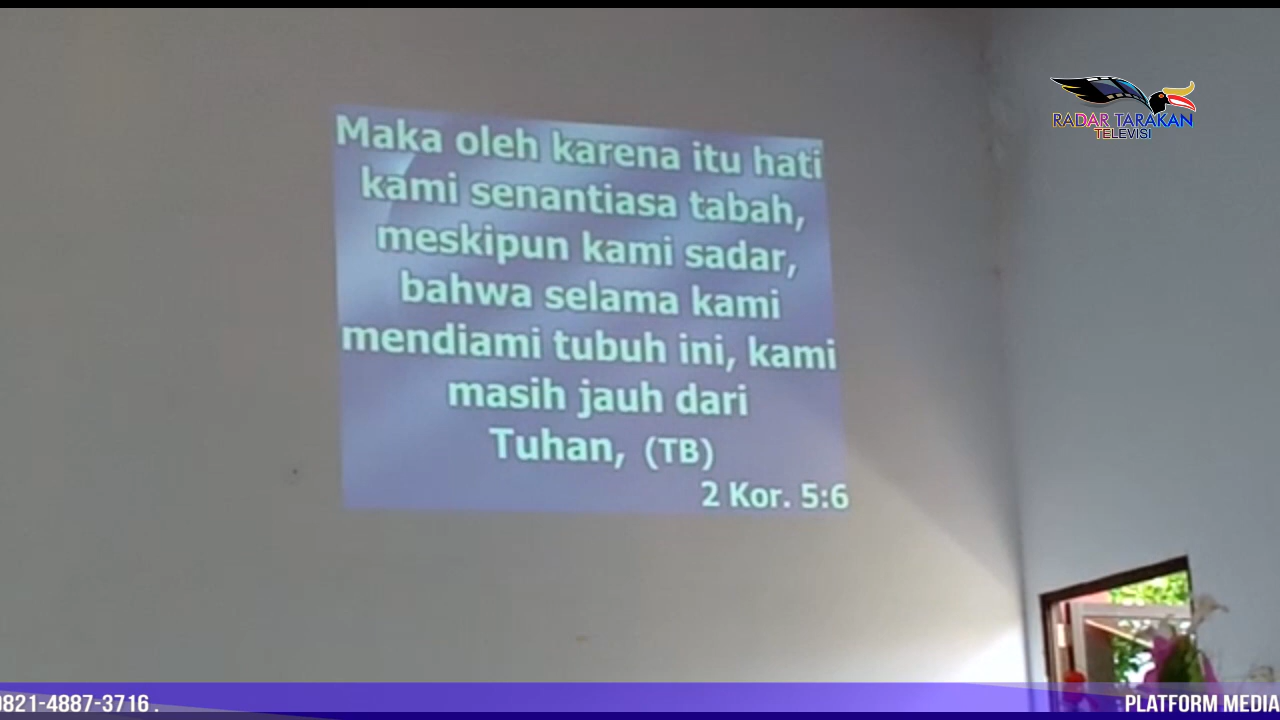 RADAR TARAKAN
TELEVISI
Maka oleh karena itu hati
kami senantiasa tabah,
meskipun kami sadar,
bahwa selama kami
mendiami tubuh ini, kami
masih jauh dari
Tuhan, (TB)
2 Kor. 5:6
0821-4887-3716 .
PLATFORM MEDIA